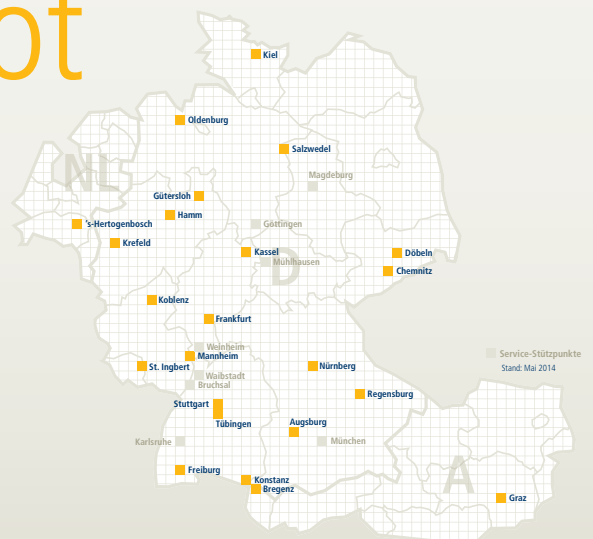 ot
Kiel
Oldenburg
Salzwedel
NL
Magdeburg
Gütersloh
Hamm
's-Hertogenbosch
Göttingen
Krefeld
Kassel
Döbeln
D
Mühlhausen
Chemnitz
Koblenz
Frankfurt
Weinheim
Mannheim
Service-Stützpunkte
St. Ingbert
Nürnberg
Stand: Mai 2014
Waibstadt
Bruchsal
Regensburg
Stuttgart
Tübingen
Augsburg
Karlsruhe
München
Freiburg
A
Konstanz
Bregenz
Graz